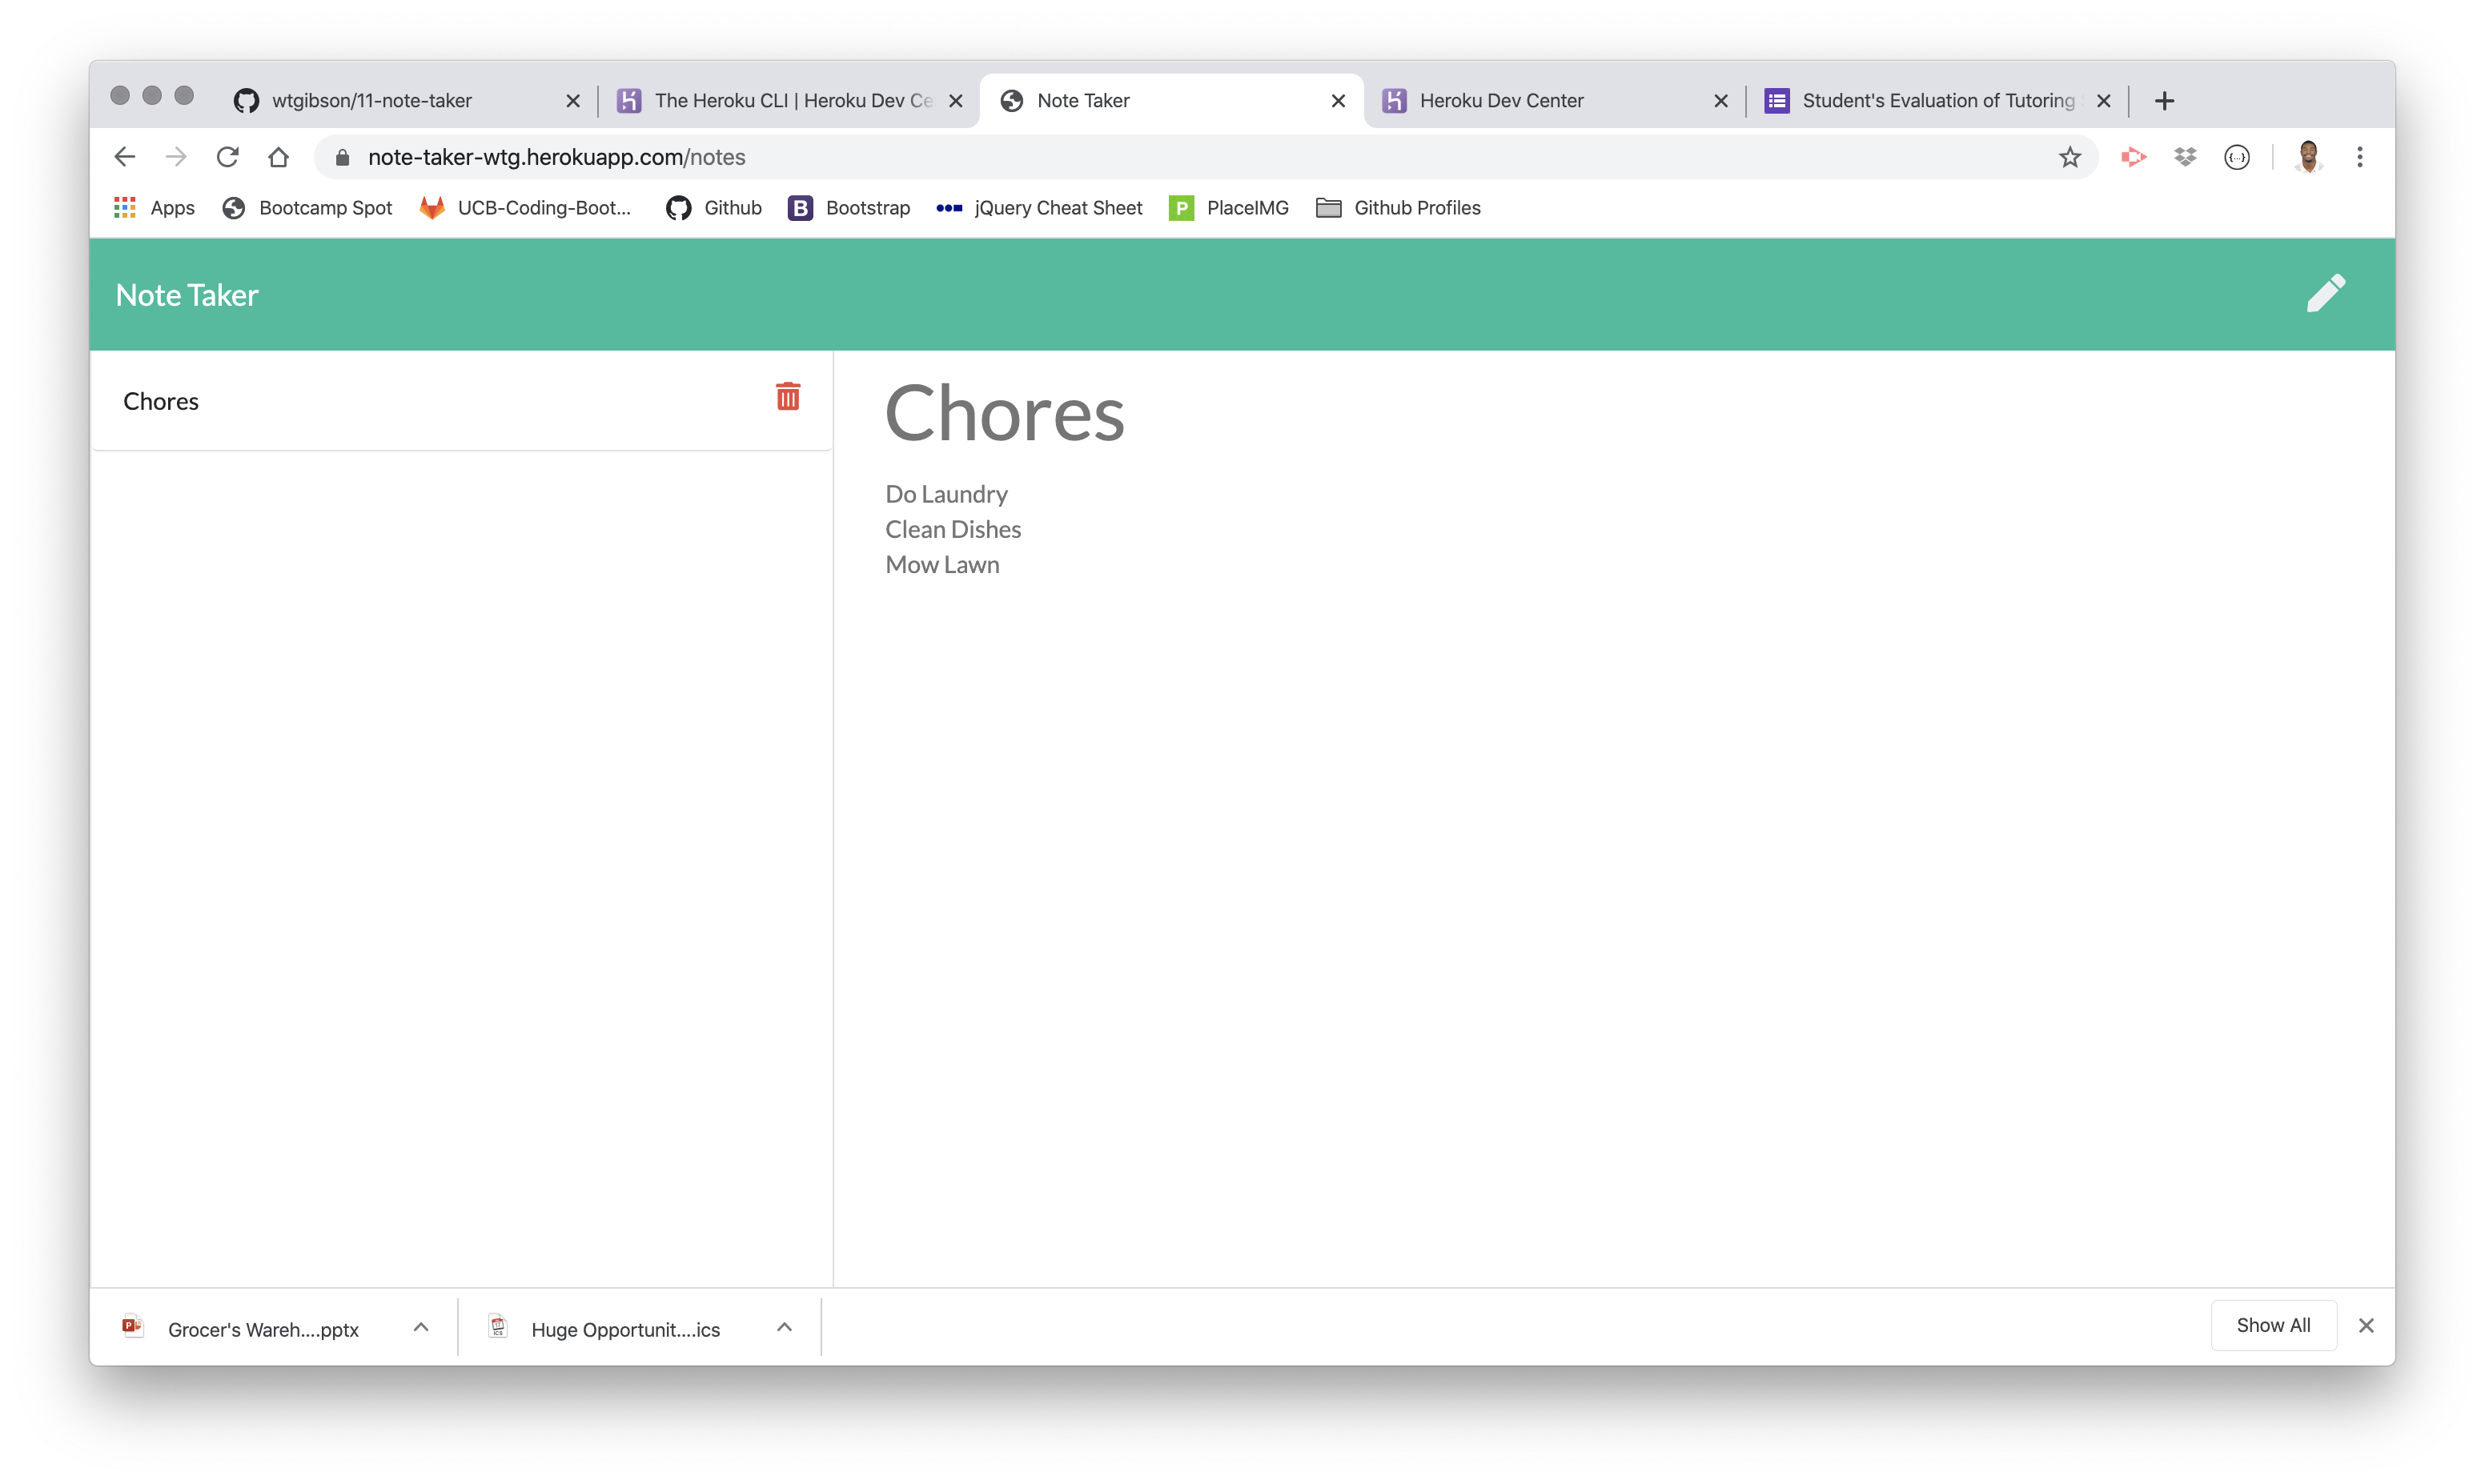 wtgibson/11-note-taker
The Heroku CLI | Heroku Dev Ce
Note Taker
Heroku Dev Center
Student's Evaluation of Tutoring
note-taker-wtg.herokuapp.com/notes
Apps
Bootcamp Spot
UCB-Coding-Boot...
Github
Bootstrap
jQuery Cheat Sheet
PlaceIMG
Github Profiles
Note Taker
Chores
Chores
Do Laundry
Clean Dishes
Mow Lawn
Grocer's Wareh....pptx
Huge Opportunit....ics
Show All